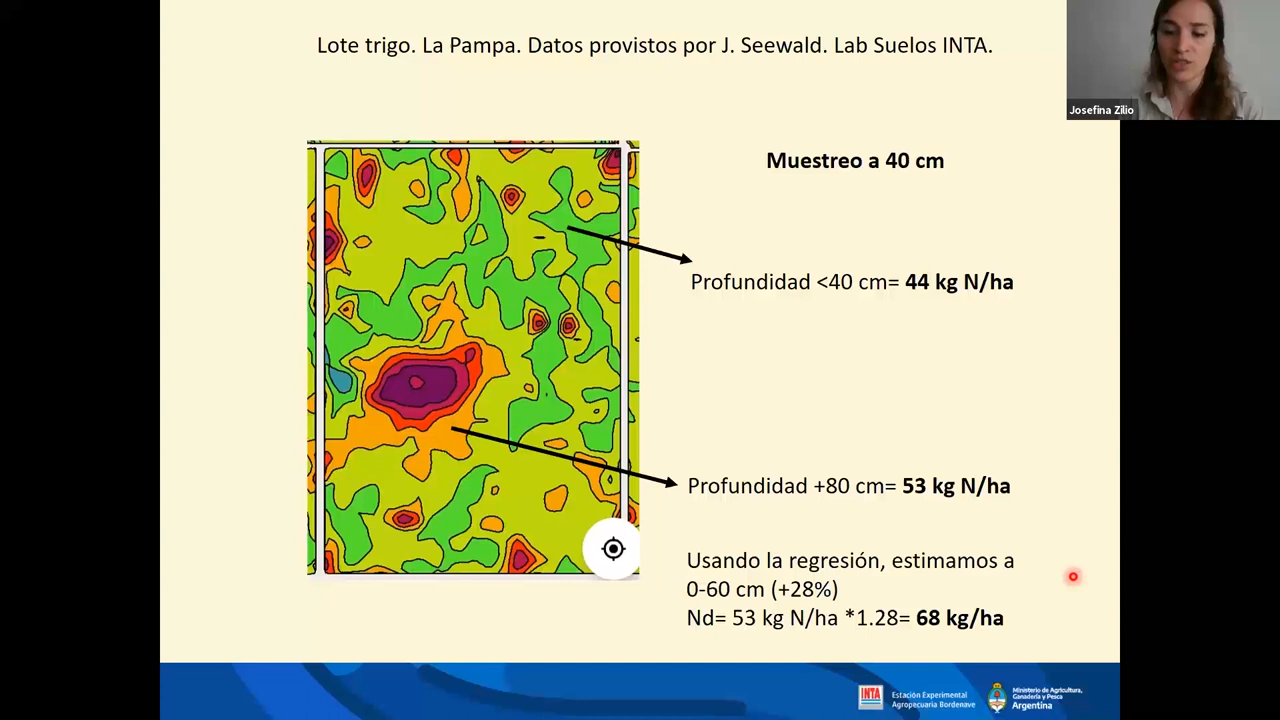 Lote trigo. La Pampa. Datos provistos por J. Seewald. Lab Suelos INTA.
Josefina Zilio
Muestreo a 40 cm
Profundidad <40 cm= 44 kg N/ha
Profundidad +80 cm= 53 kg N/ha
Usando la regresión, estimamos a
0-60 cm (+28%)
Nd= 53 kg N/ha *1.28= 68 kg/ha
INTA
Estación Experimental
Agropecuaria Bordenave
Ministerio de Agricultura,
Ganadería y Pesca
Argentina